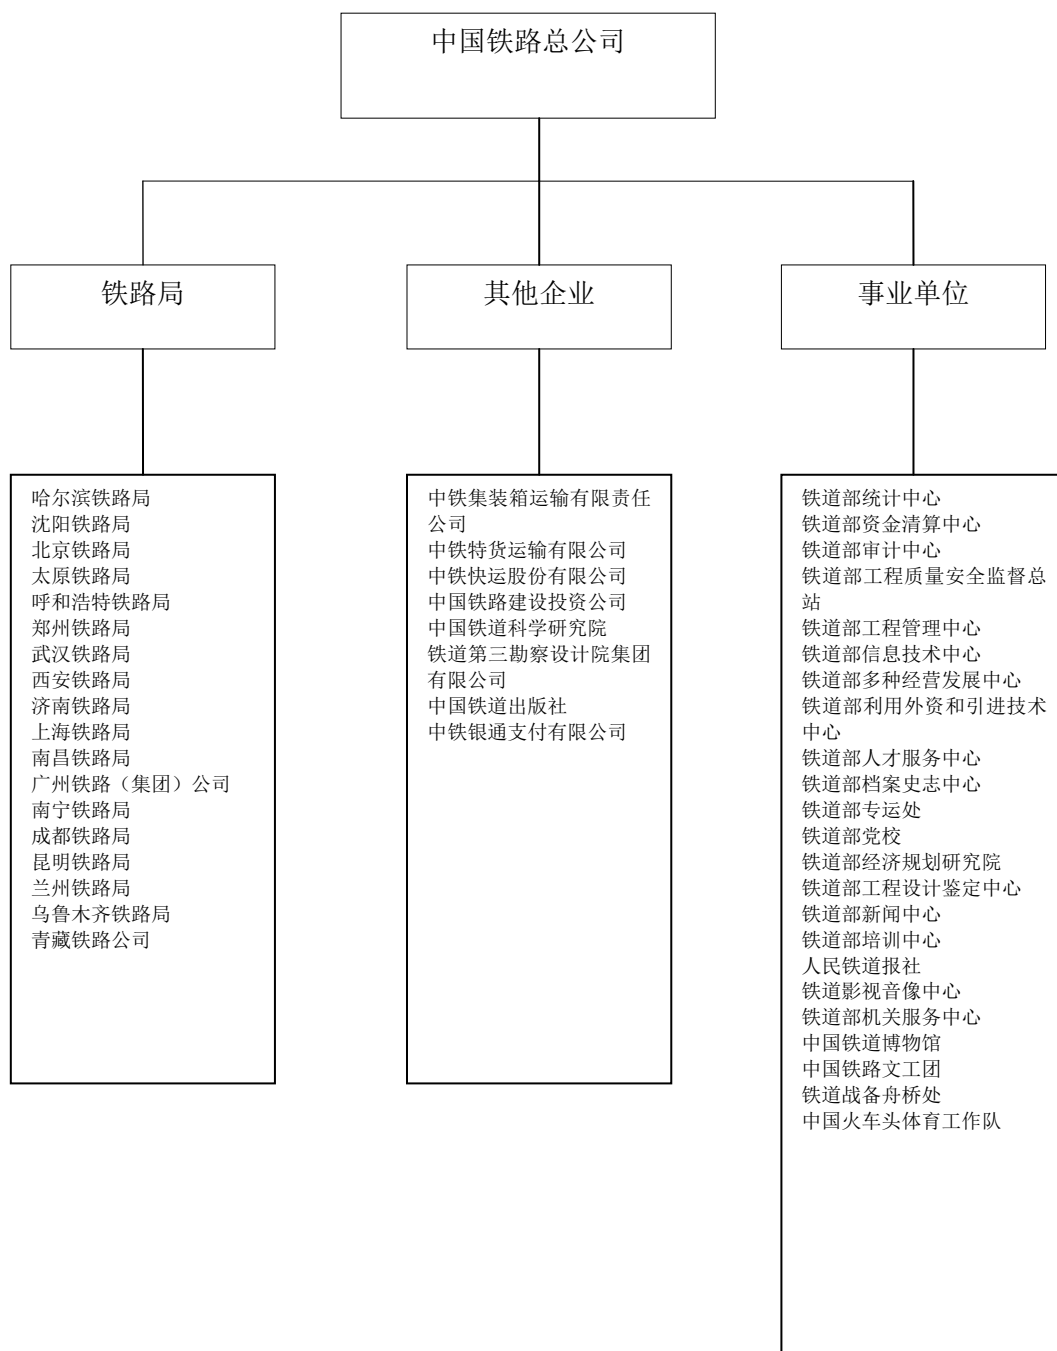 中国铁路总公司
铁路局
其他企业
事业单位
哈尔滨铁路局
沈阳铁路局
北京铁路局
太原铁路局
呼和浩特铁路局
郑州铁路局
武汉铁路局
西安铁路局
济南铁路局
上海铁路局
南昌铁路局
广州铁路（集团）公司
南宁铁路局
成都铁路局
昆明铁路局
兰州铁路局
乌鲁木齐铁路局
青藏铁路公司
中铁集装箱运输有限责任
公司
中铁特货运输有限公司
中铁快运股份有限公司
中国铁路建设投资公司
中国铁道科学研究院
铁道第三勘察设计院集团
有限公司
中国铁道出版社
中铁银通支付有限公司
铁道部统计中心
铁道部资金清算中心
铁道部审计中心
铁道部工程质量安全监督总
站
铁道部工程管理中心
铁道部信息技术中心
铁道部多种经营发展中心
铁道部利用外资和引进技术
中心
铁道部人才服务中心
铁道部档案史志中心
铁道部专运处
铁道部党校
铁道部经济规划研究院
铁道部工程设计鉴定中心
铁道部新闻中心
铁道部培训中心
人民铁道报社
铁道影视音像中心
铁道部机关服务中心
中国铁道博物馆
中国铁路文工团
铁道战备舟桥处
中国火车头体育工作队